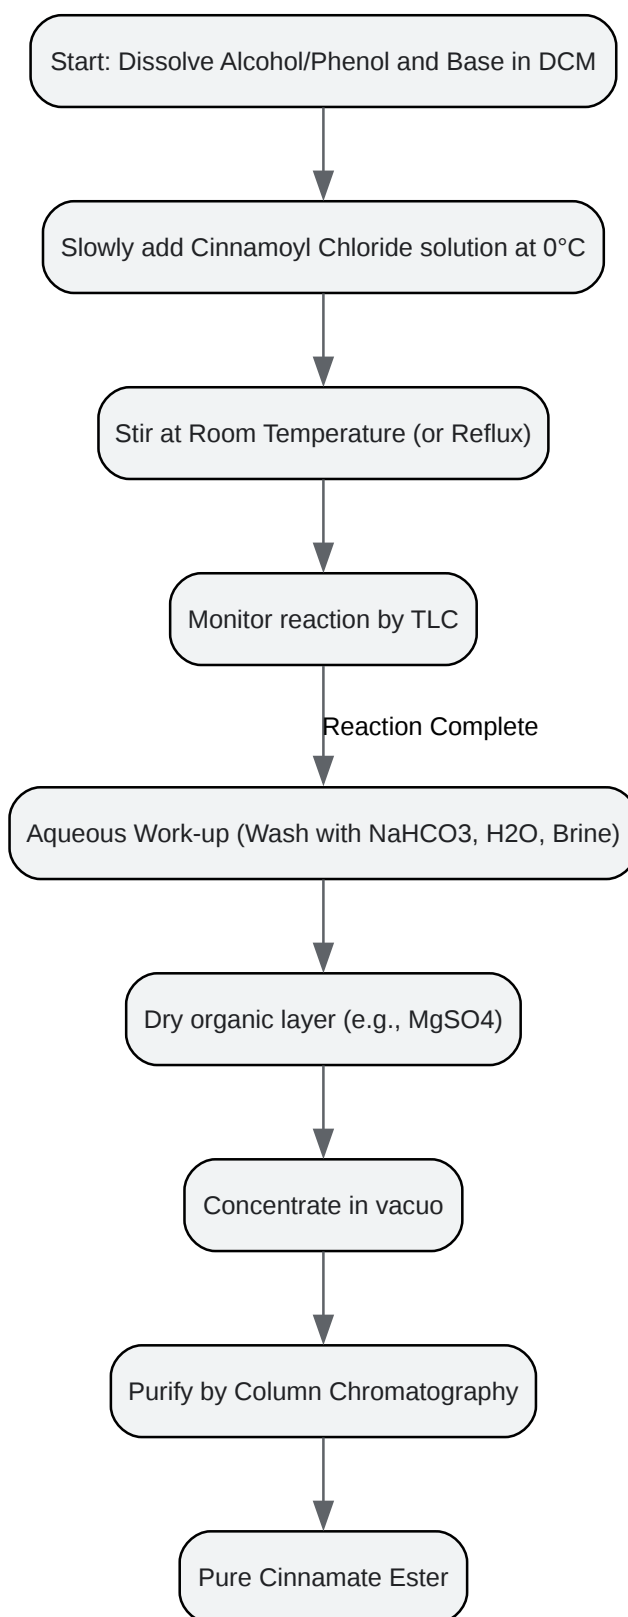 Start: Dissolve Alcohol/Phenol and Base in DCM
Slowly add Cinnamoyl Chloride solution at 0°C
Stir at Room Temperature (or Reflux)
Monitor reaction by TLC
Reaction Complete
Aqueous Work-up (Wash with NaHCO3, H2O, Brine)
Dry organic layer (e.g., MgSO4)
Concentrate in vacuo
Purify by Column Chromatography
Pure Cinnamate Ester